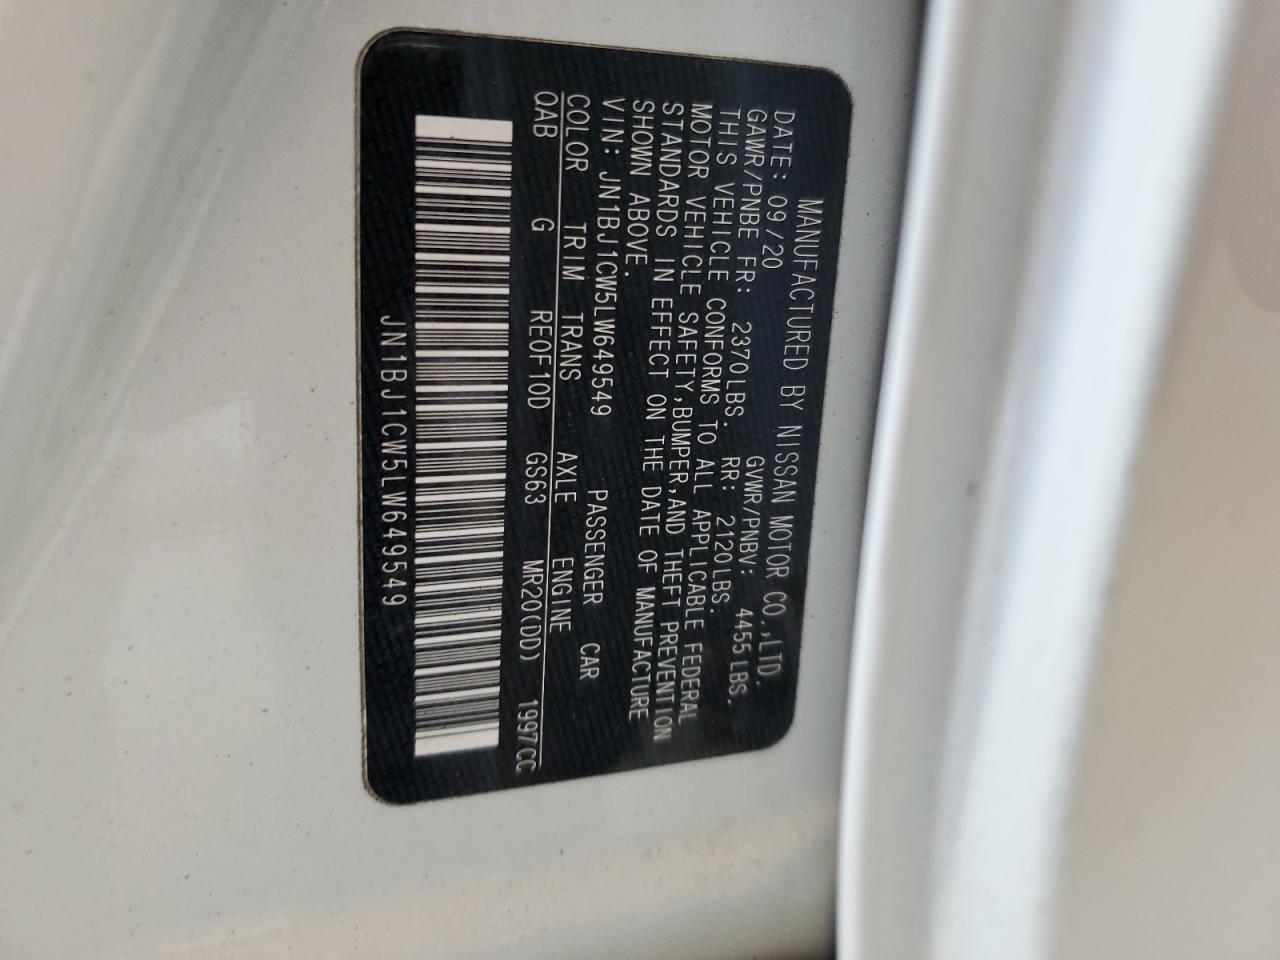 MANUFACTURED BY NISSAN MOTOR CO.,LTD.
DATE: 09/20 GVWR/PNBV: 4455 LBS.
GAWR/PNBE FR: 2370LBS. RR: 2120LBS.
THIS VEHICLE CONFORMS TO ALL APPLICABLE FEDERAL
MOTOR VEHICLE SAFETY,BUMPER,AND THEFT PREVENTION
STANDARDS IN EFFECT ON THE DATE OF MANUFACTURE
SHOWN ABOVE.
VIN: JN1BJ1CW5LW649549 PASSENGER CAR
COLOR TRIM TRANS AXLE ENGINE
QAB G REOF10D GS63 MR20(DD) 1997CC
JN1BJ1CW5LW649549